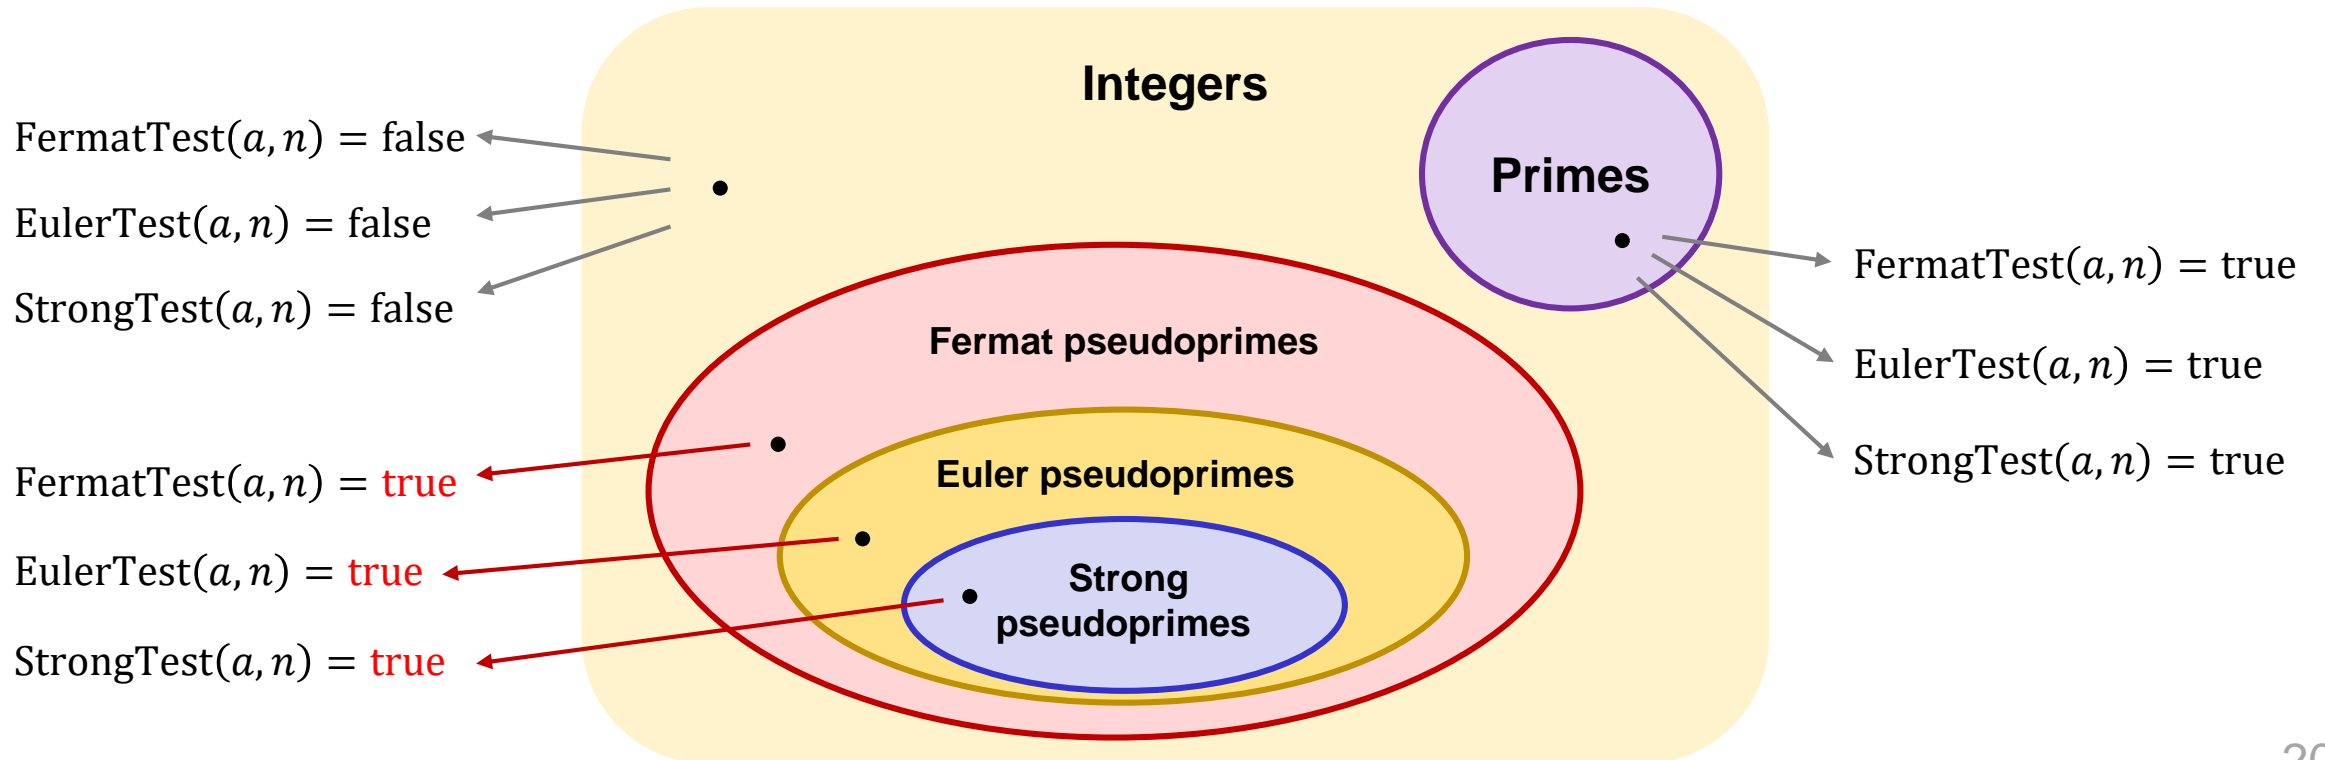 Integers
Primes
FermatTest(a, n) = false
EulerTest(a, n) = false
StrongTest(a, n) = false
FermatTest(a, n) = true
EulerTest(a, n) = true
StrongTest(a, n) = true
Fermat pseudoprimes
Euler pseudoprimes
Strong
pseudoprimes
FermatTest(a, n) = true
EulerTest(a, n) = true
StrongTest(a, n) = true
20